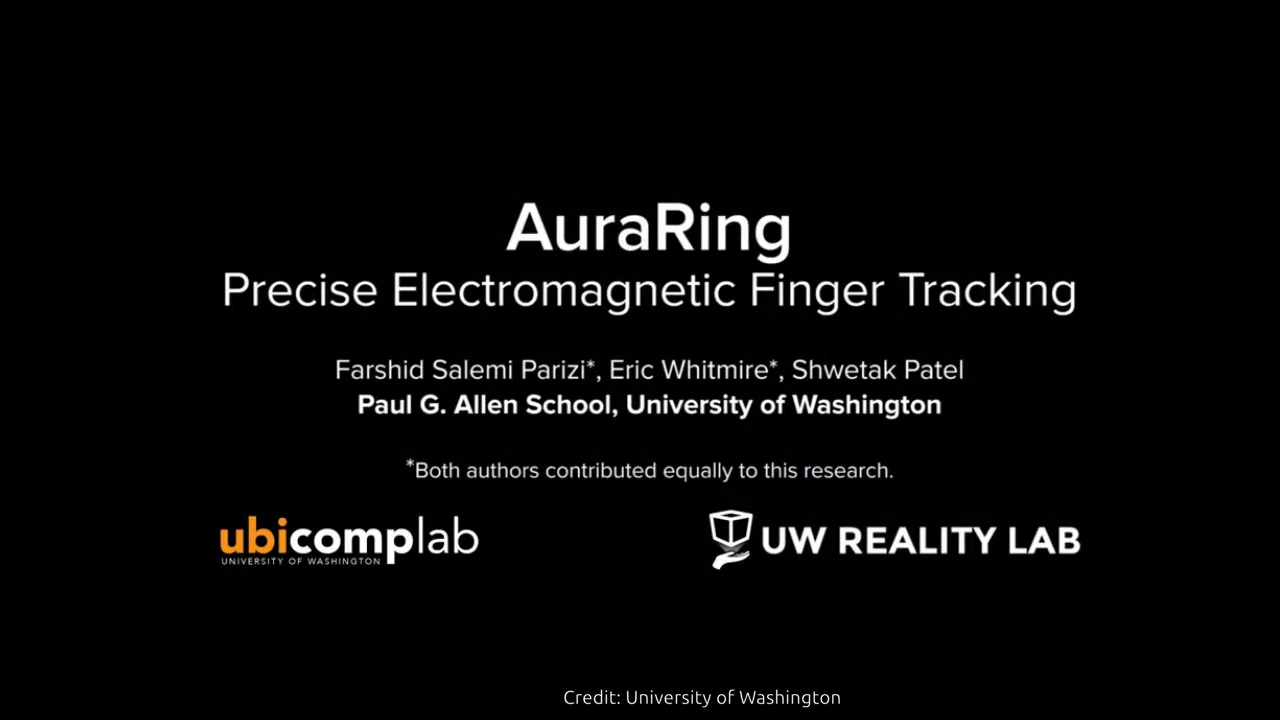 AuraRing
Precise Electromagnetic Finger Tracking
Farshid Salemi Parizi*, Eric Whitmire*, Shwetak Patel
Paul G. Allen School, University of Washington
*Both authors contributed equally to this research.
ubicomplab
UNIVERSITY OF WASHINGTON
UW REALITY LAB
Credit: University of Washington